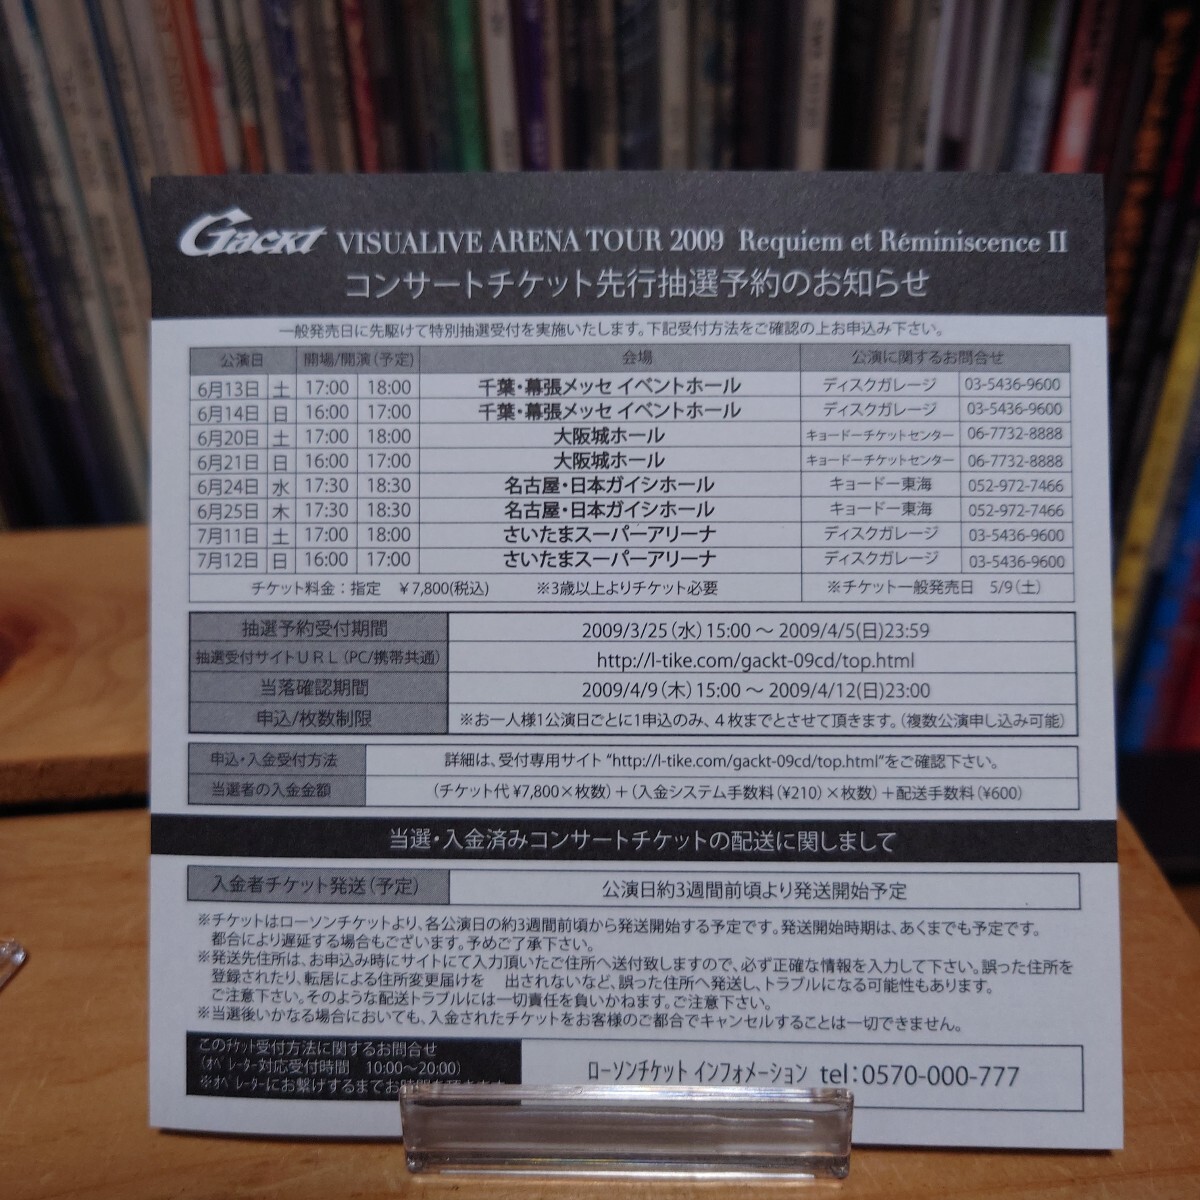 Gackt VISUALIVE ARENA TOUR 2009 Requiem et Réminiscence II
コンサートチケット先行抽選予約のお知らせ
一般発売日に先駆けて特別抽選受付を実施いたします。下記受付方法をご確認の上お申込み下さい。
公演日 開場/開演(予定) 会場 公演に関するお問合せ
6月13日 土 17:00 18:00 千葉・幕張メッセ イベントホール ディスクガレージ 03-5436-9600
6月14日 日 16:00 17:00 千葉・幕張メッセ イベントホール ディスクガレージ 03-5436-9600
6月20日 土 17:00 18:00 大阪城ホール キョードーチケットセンター 06-7732-8888
6月21日 日 16:00 17:00 大阪城ホール キョードーチケットセンター 06-7732-8888
6月24日 水 17:30 18:30 名古屋・日本ガイシホール キョードー東海 052-972-7466
6月25日 木 17:30 18:30 名古屋・日本ガイシホール キョードー東海 052-972-7466
7月11日 土 17:00 18:00 さいたまスーパーアリーナ ディスクガレージ 03-5436-9600
7月12日 日 16:00 17:00 さいたまスーパーアリーナ ディスクガレージ 03-5436-9600
チケット料金：指定 ¥7,800(税込) ※3歳以上よりチケット必要 ※チケット一般発売日 5/9(土)
抽選予約受付期間 2009/3/25(水)15:00 〜 2009/4/5(日)23:59
抽選受付サイトURL(PC/携帯共通) http://l-tike.com/gackt-09cd/top.html
当落確認期間 2009/4/9(木)15:00 〜 2009/4/12(日)23:00
申込/枚数制限 ※お一人様1公演日ごとに1申込のみ、4枚までとさせて頂きます。(複数公演申し込み可能)
申込・入金受付方法 詳細は、受付専用サイト“http://l-tike.com/gackt-09cd/top.html”をご確認下さい。
当選者の入金金額 (チケット代¥7,800×枚数)+(入金システム手数料(¥210)×枚数)+配送手数料(¥600)
当選・入金済みコンサートチケットの配送に関しまして
入金者チケット発送(予定) 公演日約3週間前頃より発送開始予定
※チケットはローソンチケットより、各公演日の約3週間前頃から発送開始する予定です。発送開始時期は、あくまでも予定です。
都合により遅延する場合もございます。予めご了承下さい。
※発送先住所は、お申込み時にサイトにて入力頂いたご住所へ送付致しますので、必ず正確な情報を入力して下さい。誤った住所を
登録されたり、転居による住所変更届けを 出されないなど、誤った住所へ発送し、トラブルになる可能性もあります。
ご注意下さい。そのような配送トラブルには一切責任を負いかねます。ご注意下さい。
※当選後いかなる場合においても、入金されたチケットをお客様のご都合でキャンセルすることは一切できません。
このチケット受付方法に関するお問合せ
(オペレーター対応受付時間 10:00〜20:00)
※オペレーターにお繋げするまでお時間を頂きます
ローソンチケット インフォメーション tel：0570-000-777